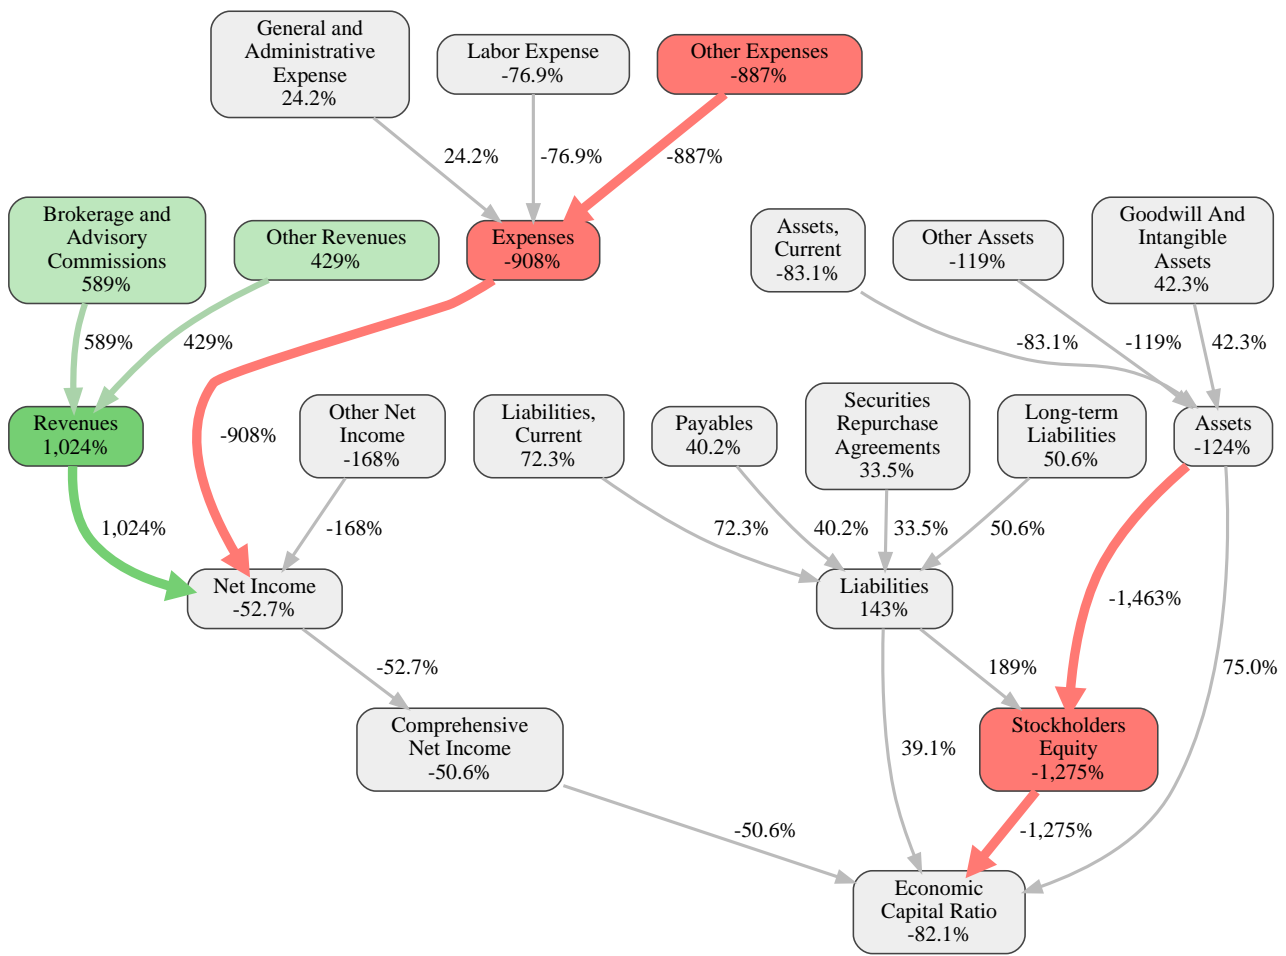 General and
Administrative
Expense
24.2%
Labor Expense
-76.9%
Other Expenses
-887%
24.2%
-76.9%
-887%
Brokerage and
Advisory
Commissions
589%
Other Revenues
429%
Expenses
-908%
Assets,
Current
-83.1%
Other Assets
-119%
Goodwill And
Intangible
Assets
42.3%
589%
429%
-83.1%
-119%
42.3%
Revenues
1,024%
-908%
Other Net
Income
-168%
Liabilities,
Current
72.3%
Payables
40.2%
Securities
Repurchase
Agreements
33.5%
Long-term
Liabilities
50.6%
Assets
-124%
1,024%
-168%
72.3%
40.2%
33.5%
50.6%
Net Income
-52.7%
Liabilities
143%
-1,463%
-52.7%
189%
75.0%
Comprehensive
Net Income
-50.6%
39.1%
Stockholders
Equity
-1,275%
-50.6%
-1,275%
Economic
Capital Ratio
-82.1%